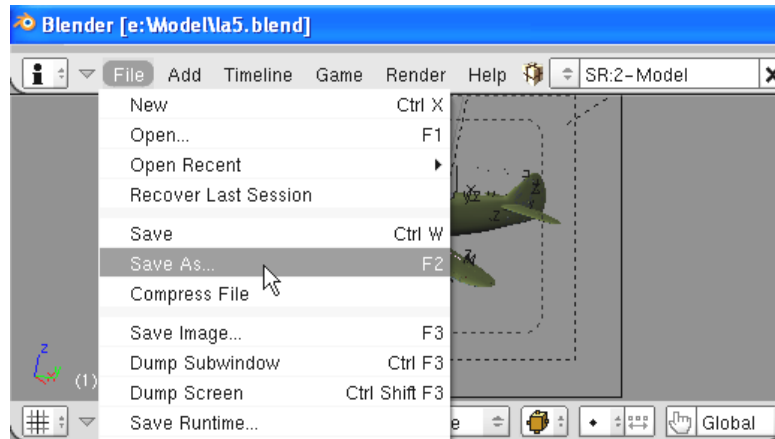 Blender [e:\Model\la5.blend]
File Add Timeline Game Render Help SR:2-Model
New Ctrl X
Open... F1
Open Recent
Recover Last Session
Save Ctrl W
Save As... F2
Compress File
Save Image... F3
Dump Subwindow Ctrl F3
Dump Screen Ctrl Shift F3
Save Runtime...
z
(1)
e
Global